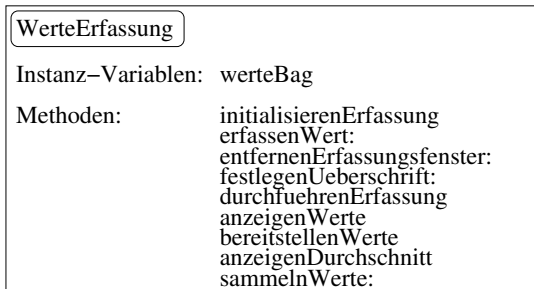 WerteErfassung
Instanz−Variablen: werteBag
Methoden: initialisierenErfassung
erfassenWert:
entfernenErfassungsfenster:
festlegenUeberschrift:
durchfuehrenErfassung
anzeigenWerte
bereitstellenWerte
anzeigenDurchschnitt
sammelnWerte: